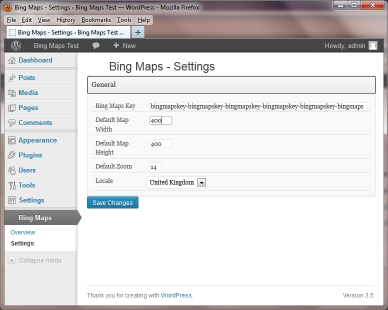 Bing Maps - Settings - Bing Maps Test — WordPress - Mozilla Firefox
File Edit View History Bookmarks Tools Help
Bing Maps - Settings - Bing Maps Test ... +
Bing Maps Test + New Howdy, admin
Dashboard
Posts
Media
Pages
Comments
Appearance
Plugins
Users
Tools
Settings
Bing Maps
Overview
Settings
Collapse menu
Bing Maps - Settings
General
Bing Maps Key bingmapskey-bingmapskey-bingmapskey-bingmapskey-bingmaps
Default Map 400
Width
Default Map 400
Height
Default Zoom 14
Locale United Kingdom
Save Changes
Thank you for creating with WordPress. Version 3.5